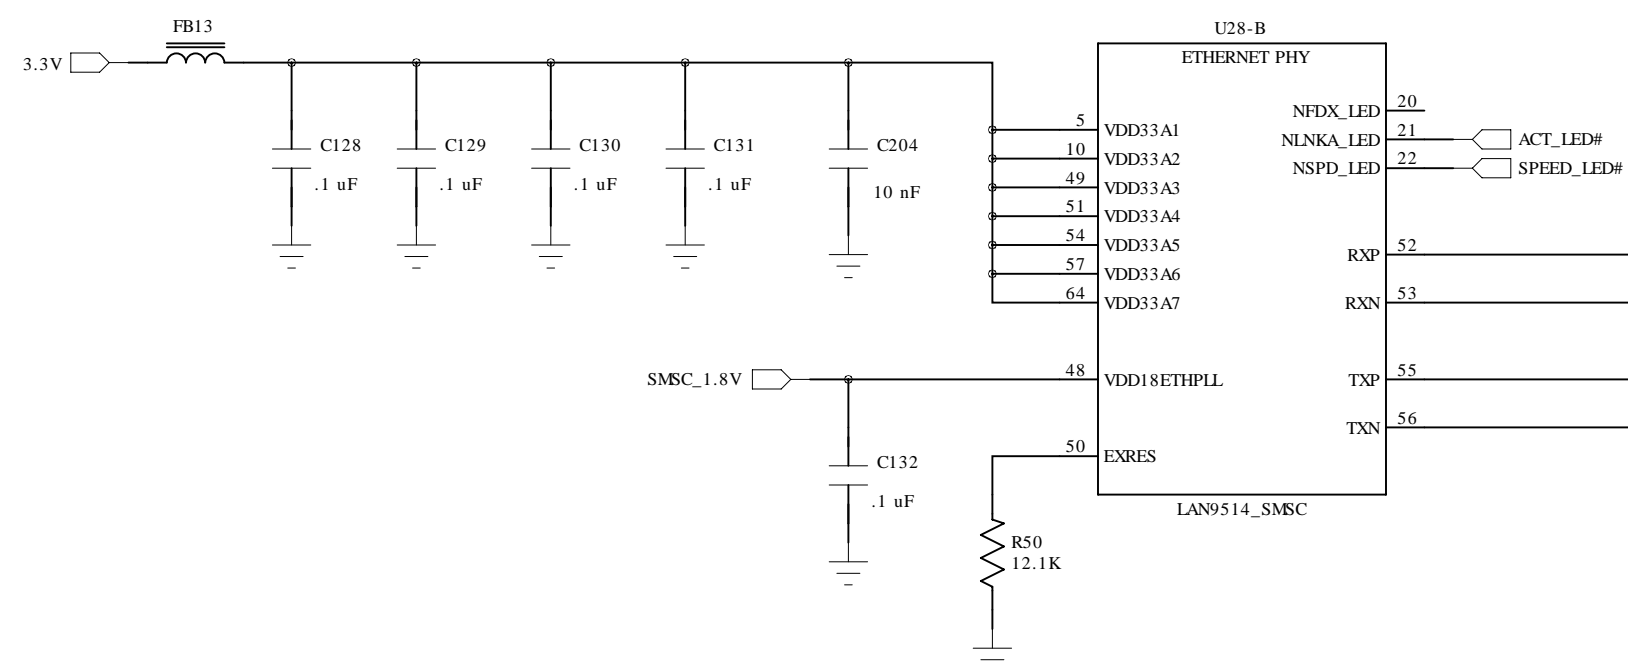 FB13
3.3V
C128
.1 uF
C129
.1 uF
C130
.1 uF
C131
.1 uF
C204
10 nF
U28-B
ETHERNET PHY
5 VDD33A1
10 VDD33A2
49 VDD33A3
51 VDD33A4
54 VDD33A5
57 VDD33A6
64 VDD33A7
NFDX_LED 20
NLNKA_LED 21 ACT_LED#
NSPD_LED 22 SPEED_LED#
RXP 52
RXN 53
SMSC_1.8V
48 VDD18ETHPLL
TXP 55
TXN 56
50 EXRES
C132
.1 uF
LAN9514_SMSC
R50
12.1K